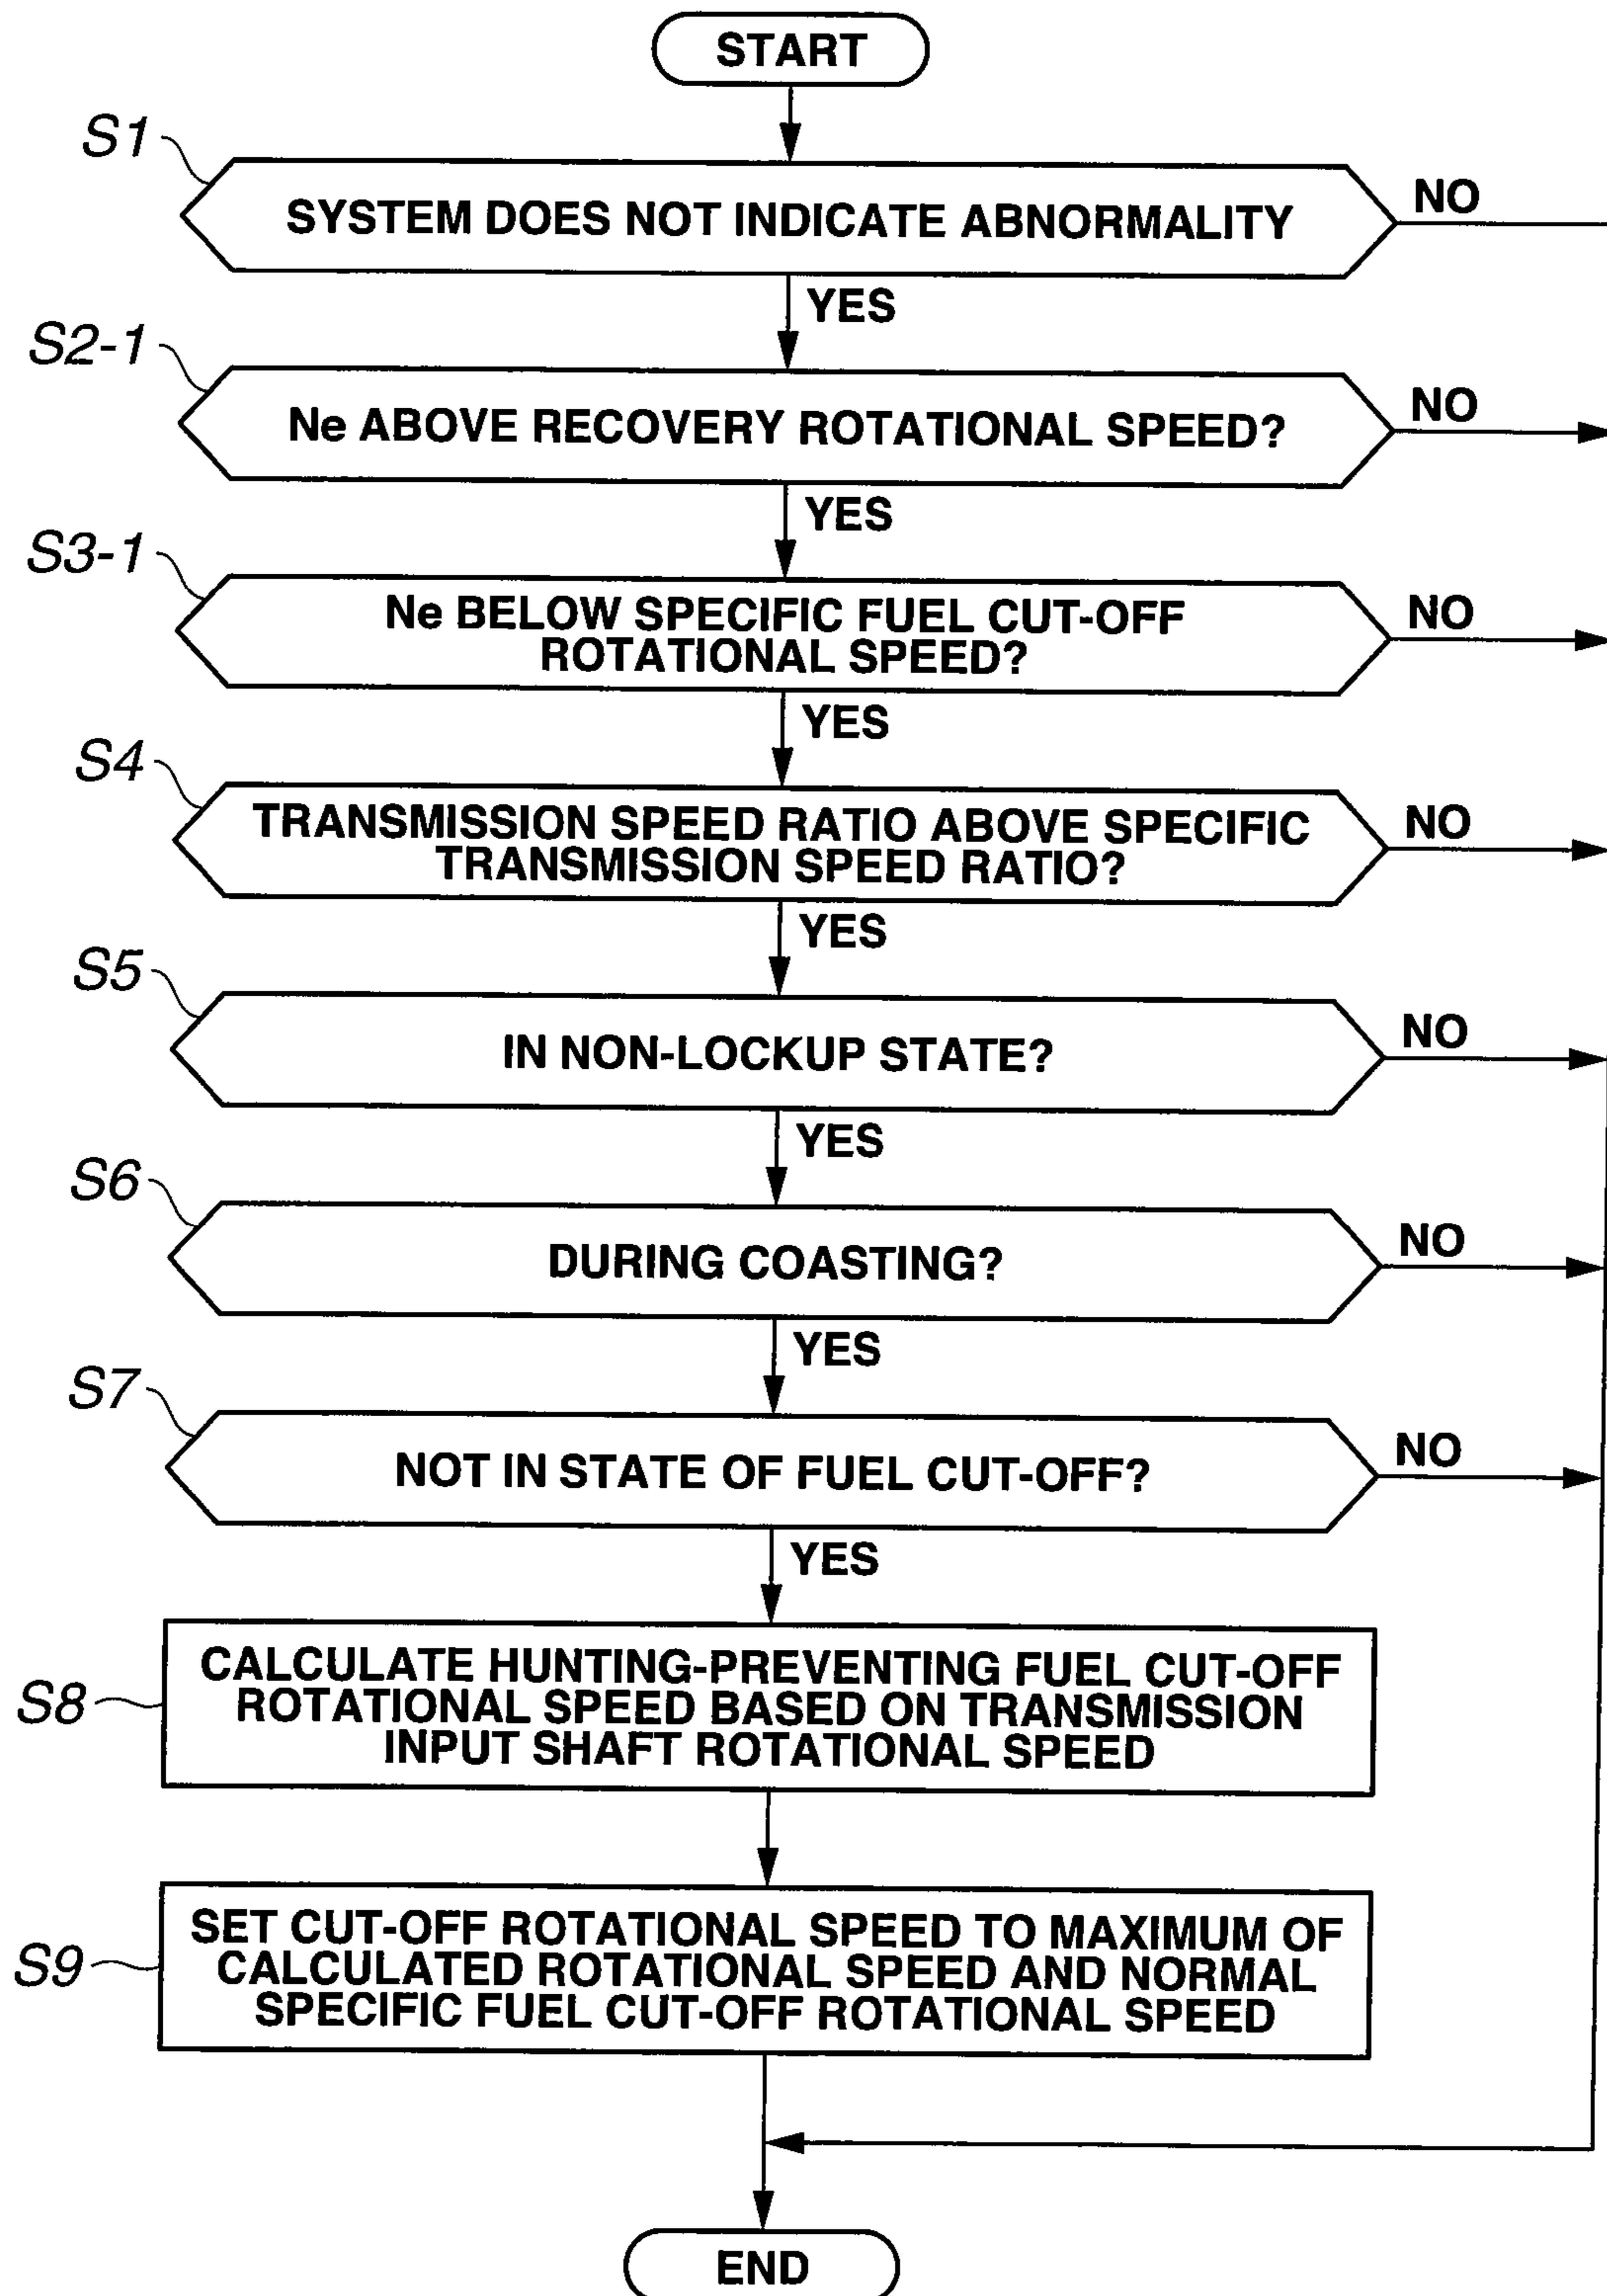 START
S1
SYSTEM DOES NOT INDICATE ABNORMALITY
NO
YES
S2-1
Ne ABOVE RECOVERY ROTATIONAL SPEED?
NO
YES
S3-1
Ne BELOW SPECIFIC FUEL CUT-OFF
ROTATIONAL SPEED?
NO
YES
S4
TRANSMISSION SPEED RATIO ABOVE SPECIFIC
TRANSMISSION SPEED RATIO?
NO
YES
S5
IN NON-LOCKUP STATE?
NO
YES
S6
DURING COASTING?
NO
YES
S7
NOT IN STATE OF FUEL CUT-OFF?
NO
YES
S8
CALCULATE HUNTING-PREVENTING FUEL CUT-OFF
ROTATIONAL SPEED BASED ON TRANSMISSION
INPUT SHAFT ROTATIONAL SPEED
S9
SET CUT-OFF ROTATIONAL SPEED TO MAXIMUM OF
CALCULATED ROTATIONAL SPEED AND NORMAL
SPECIFIC FUEL CUT-OFF ROTATIONAL SPEED
END